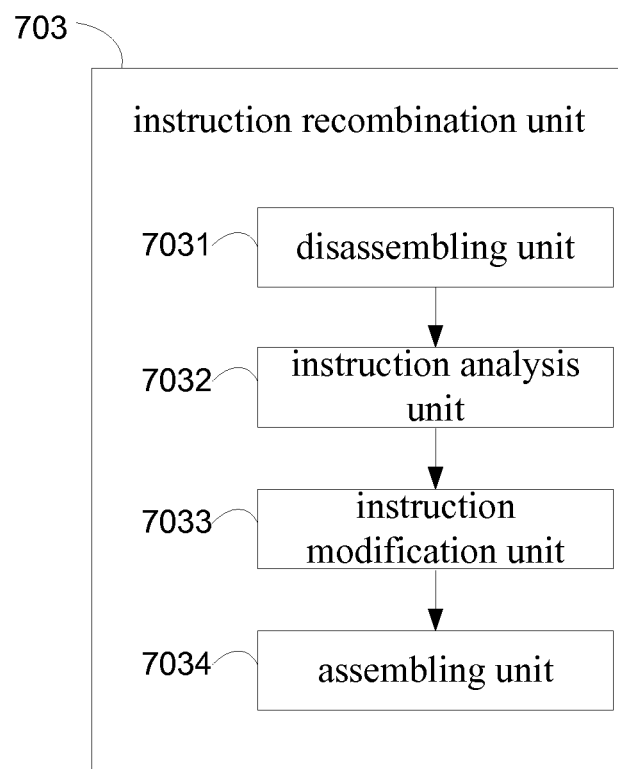 703
instruction recombination unit
7031
disassembling unit
7032
instruction analysis
unit
7033
instruction
modification unit
7034
assembling unit